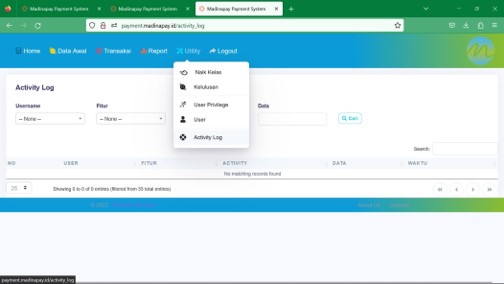 Madinapay Payment System
Madinapay Payment System
Madinapay Payment System
payment.madinapay.id/activity_log
Home Data Awal Transaksi Report Utility Logout
Naik Kelas
Kelulusan
User Privilege
User
Activity Log
Activity Log
Username Fitur Data
-- None -- -- None -- Cari
Search:
NO USER FITUR ACTIVITY DATA WAKTU
No matching records found
25 Showing 0 to 0 of 0 entries (filtered from 33 total entries)
© 2022
About Us
payment.madinapay.id/activity_log